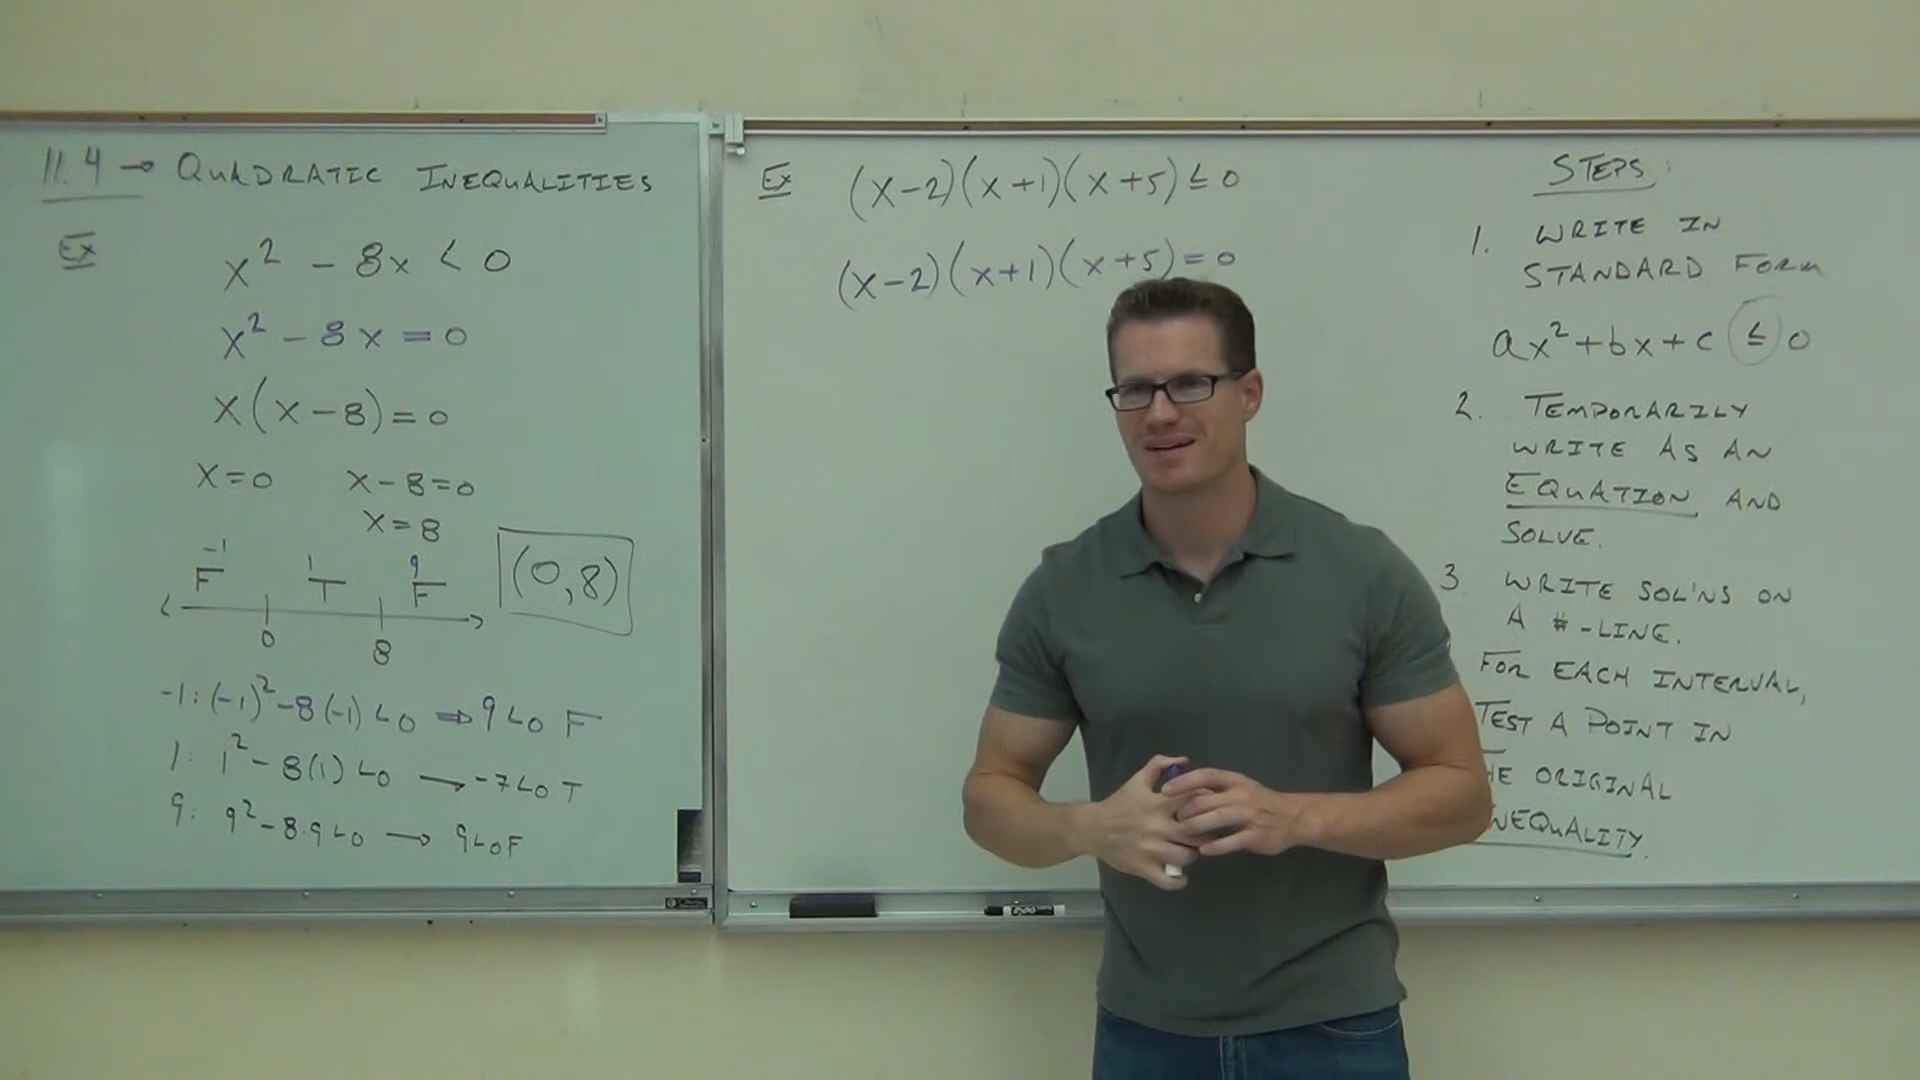 11.4 → QUADRATIC INEQUALITIES
Ex
x² - 8x < 0
x² - 8x = 0
x(x-8) = 0
x=0 x-8=0
x=8
-1 1 9
F T F
(0,8)
0 8
-1: (-1)² - 8(-1) < 0 ⇒ 9<0 F
1: 1² - 8(1) <0 → -7<0 T
9: 9² - 8·9 <0 → 9<0 F
Ex (x-2)(x+1)(x+5) ≤ 0
(x-2)(x+1)(x+5) = 0
STEPS:
1. WRITE IN
STANDARD FORM
ax² + bx + c ≤ 0
2. TEMPORARILY
WRITE AS AN
EQUATION AND
SOLVE.
3 WRITE SOL'NS ON
A #-LINE.
FOR EACH INTERVAL,
TEST A POINT IN
HE ORIGINAL
NEQUALITY.